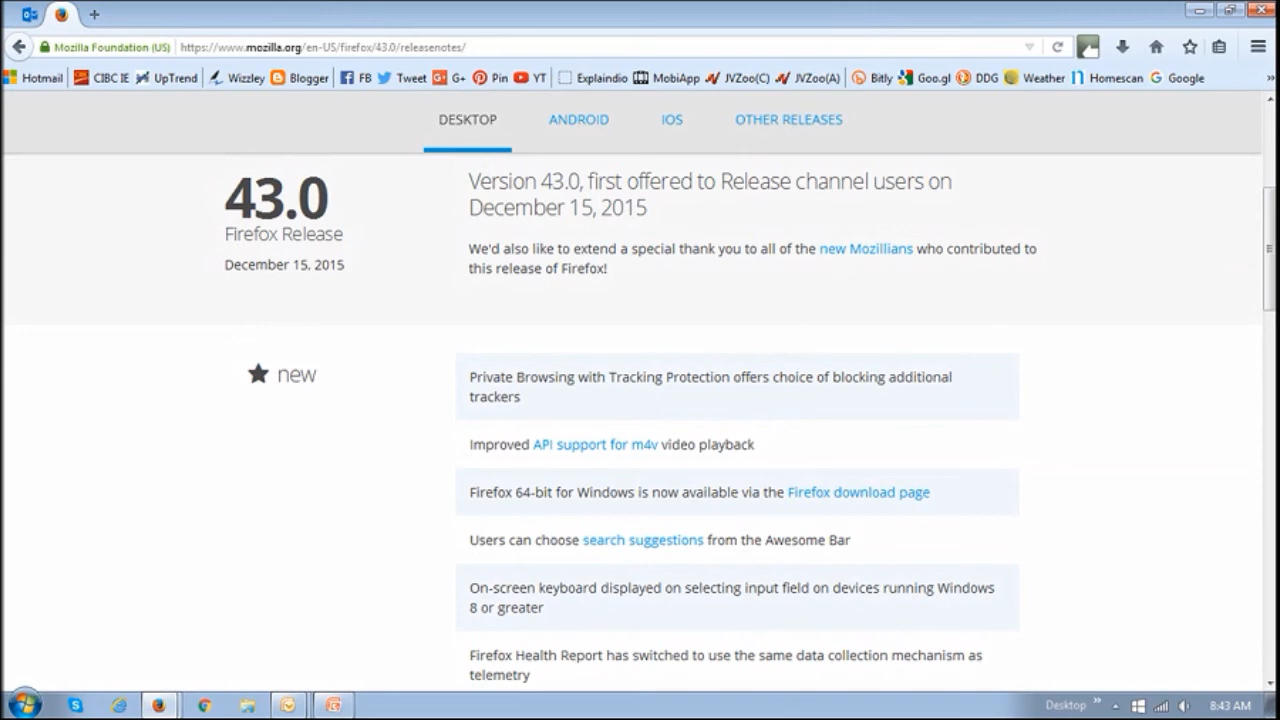 Mozilla Foundation (US) https://www.mozilla.org/en-US/firefox/43.0/releasenotes/
Hotmail CIBC IE UpTrend Wizzley Blogger FB Tweet G+ Pin YT Explaindio MobiApp JVZoo(C) JVZoo(A) Bitly Goo.gl DDG Weather Homescan Google
DESKTOP ANDROID IOS OTHER RELEASES
43.0
Firefox Release
December 15, 2015
Version 43.0, first offered to Release channel users on
December 15, 2015
We'd also like to extend a special thank you to all of the new Mozillians who contributed to
this release of Firefox!
new
Private Browsing with Tracking Protection offers choice of blocking additional
trackers
Improved API support for m4v video playback
Firefox 64-bit for Windows is now available via the Firefox download page
Users can choose search suggestions from the Awesome Bar
On-screen keyboard displayed on selecting input field on devices running Windows
8 or greater
Firefox Health Report has switched to use the same data collection mechanism as
telemetry
Desktop 8:43 AM